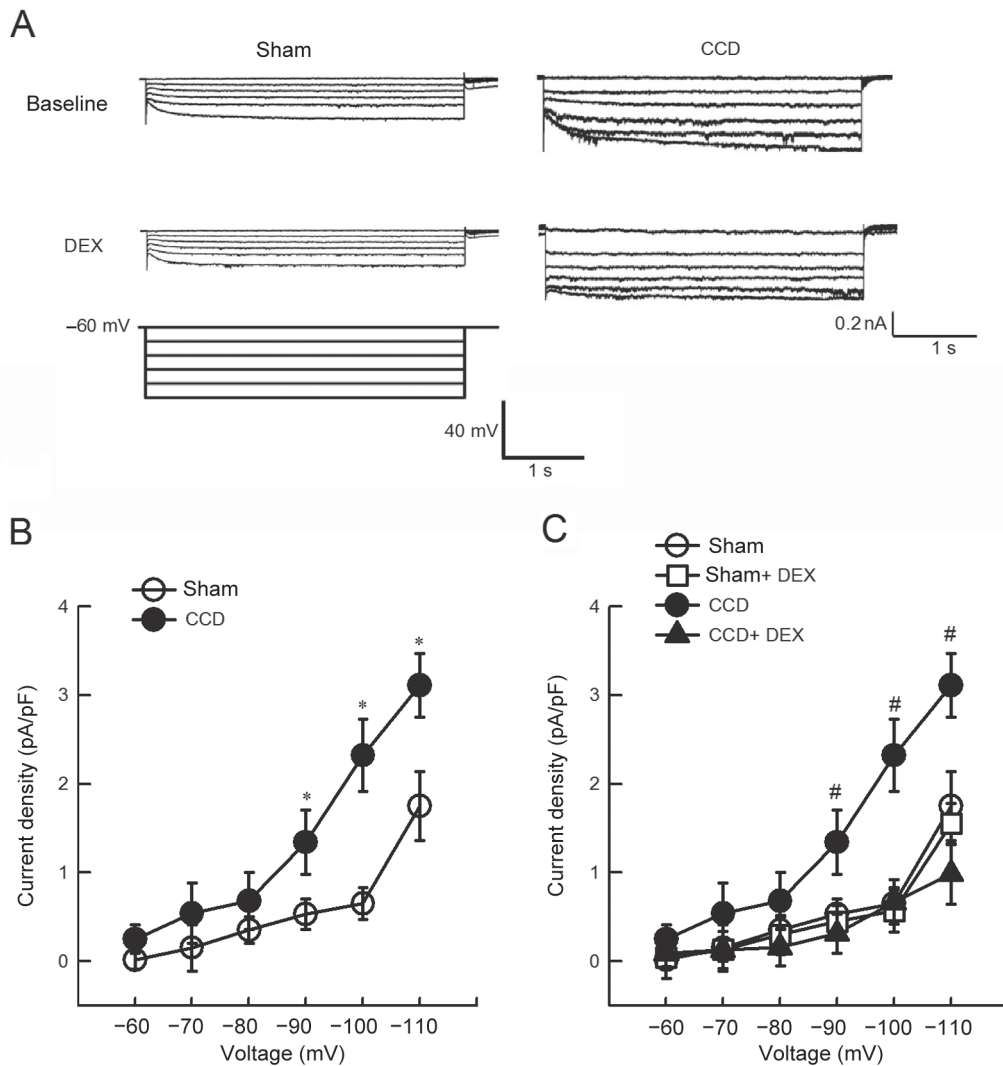 A
Sham
CCD
Baseline
DEX
−60 mV
0.2 nA
1 s
40 mV
1 s
B
Sham
CCD
4
3
2
1
0
Current density (pA/pF)
* * *
−60 −70 −80 −90 −100 −110
Voltage (mV)
C
Sham
Sham+ DEX
CCD
CCD+ DEX
4
3
2
1
0
Current density (pA/pF)
# # #
−60 −70 −80 −90 −100 −110
Voltage (mV)